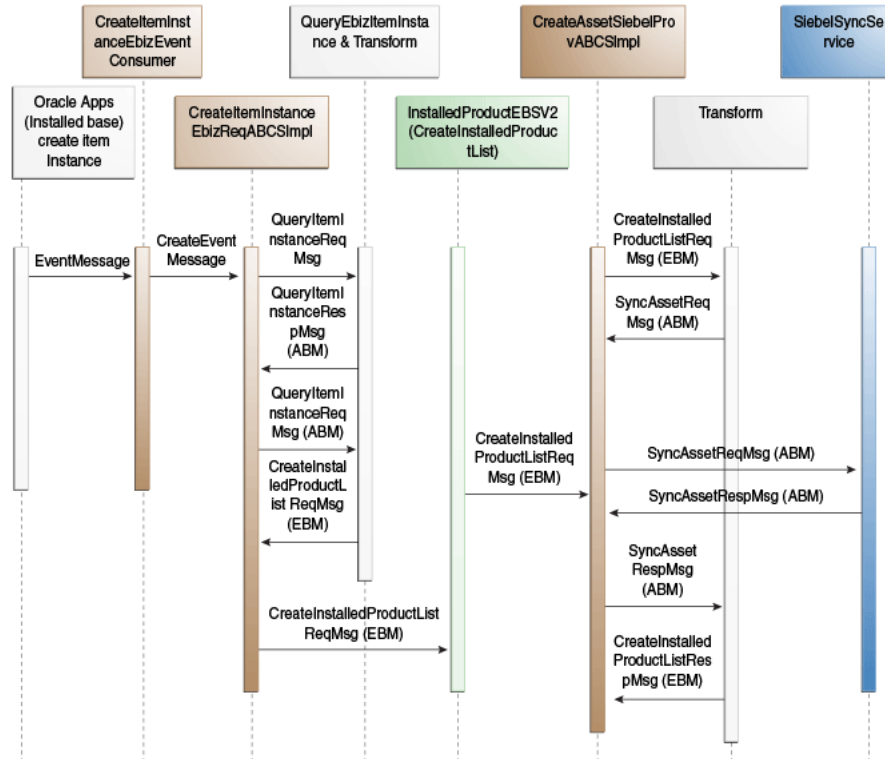 CreateItemInst
anceEbizEvent
Consumer
QueryEbizItemInst
ance & Transform
CreateAssetSiebelPro
vABCSImpl
SiebelSyncSe
rvice
Oracle Apps
(Installed base)
create item
Instance
CreateItemInstance
EbizReqABCSImpl
InstalledProductEBSV2
(CreateInstalledProduc
tList)
Transform
EventMessage
CreateEvent
Message
QueryItemI
nstanceReq
Msg
QueryItemI
nstanceRes
pMsg
(ABM)
QueryItemI
nstanceReq
Msg (ABM)
CreateInstal
ledProductL
ist ReqMsg
(EBM)
CreateInstalledProductList
ReqMsg (EBM)
CreateInstalled
ProductListReq
Msg (EBM)
CreateInstalled
ProductListReq
Msg (EBM)
SyncAssetReq
Msg (ABM)
SyncAssetReqMsg (ABM)
SyncAssetRespMsg (ABM)
SyncAsset
RespMsg
(ABM)
CreateInstalled
ProductListRes
pMsg (EBM)